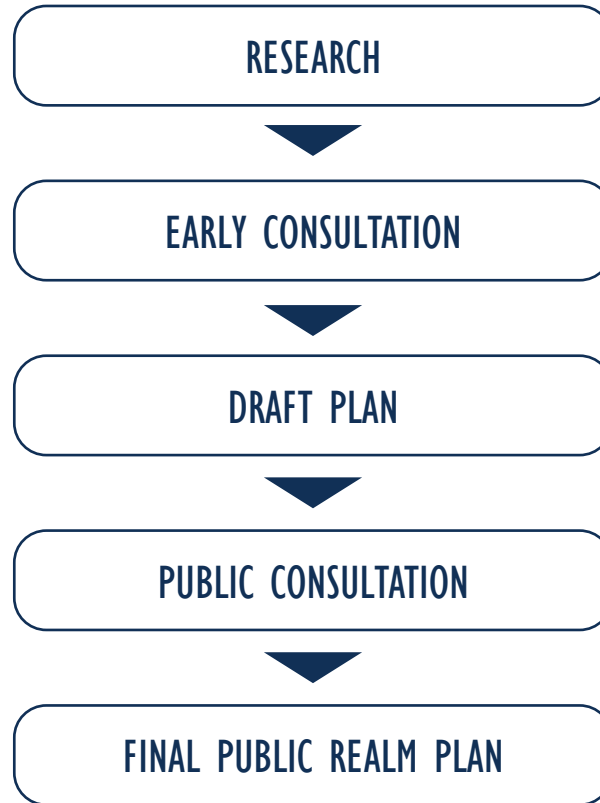 RESEARCH
EARLY CONSULTATION
DRAFT PLAN
PUBLIC CONSULTATION
FINAL PUBLIC REALM PLAN